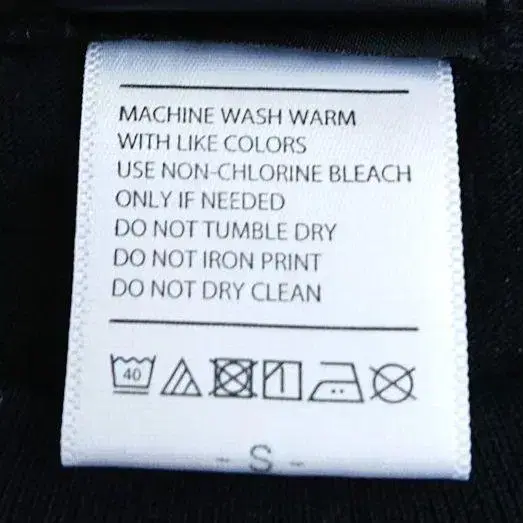 MACHINE WASH WARM
WITH LIKE COLORS
USE NON-CHLORINE BLEACH
ONLY IF NEEDED
DO NOT TUMBLE DRY
DO NOT IRON PRINT
DO NOT DRY CLEAN
40
- S -